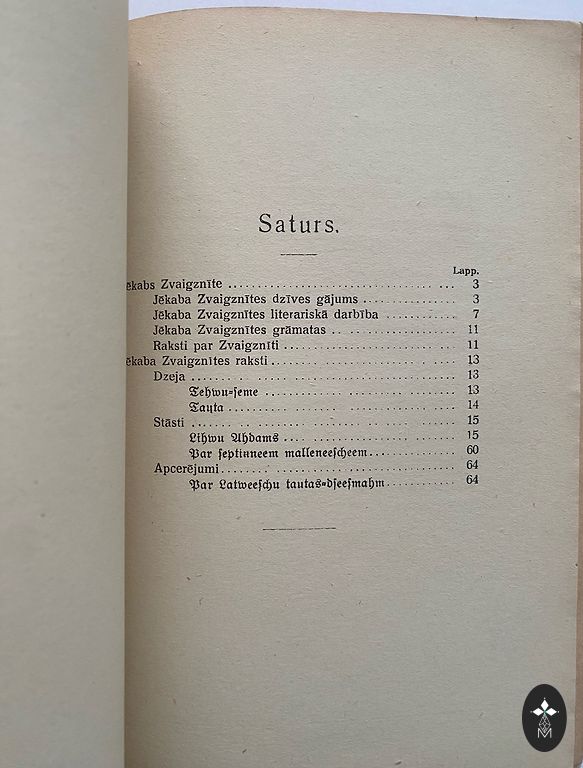 Saturs.
Lapp.
ēkabs Zvaigznīte 3
Jēkaba Zvaigznītes dzīves gājums 3
Jēkaba Zvaigznītes literariskā darbība 7
Jēkaba Zvaigznītes grāmatas 11
Raksti par Zvaigznīti 11
ēkaba Zvaigznītes raksti 13
Dzeja 13
Tehwu-seme 13
Tauta 14
Stāsti 15
Lihwu Ahdams 15
Par septineem malleneescheem 60
Apcerējumi 64
Par Latweeschu tautas-dseesmahm 64
M